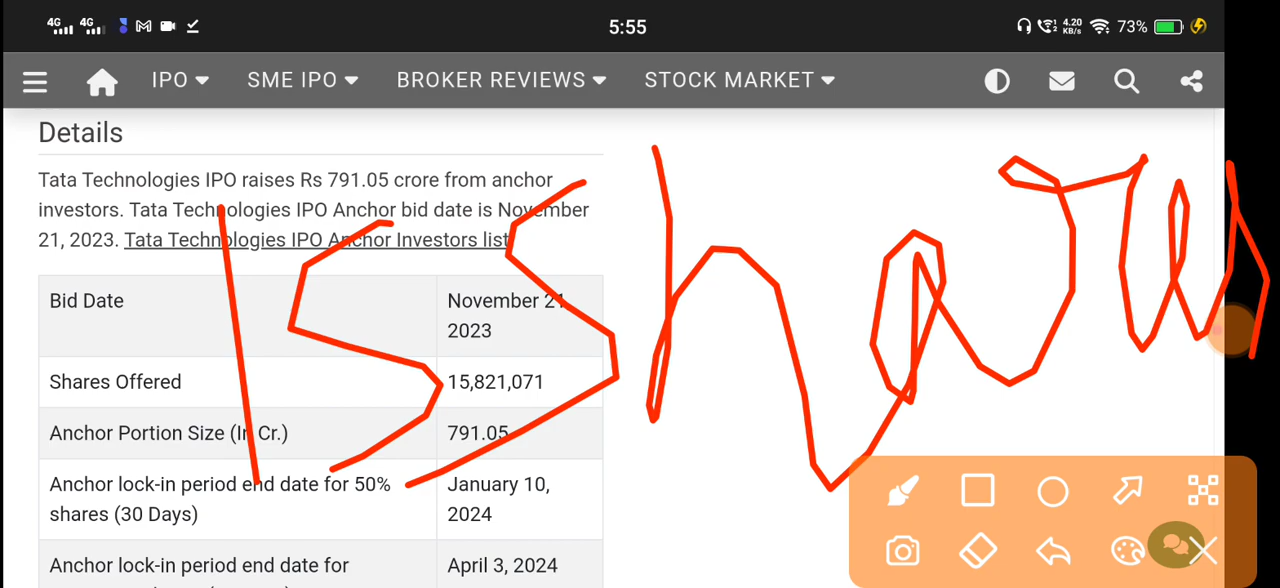 4G 4G 5:55 4.20 KB/s 73%
IPO SME IPO BROKER REVIEWS STOCK MARKET
Details
Tata Technologies IPO raises Rs 791.05 crore from anchor
investors. Tata Technologies IPO Anchor bid date is November
21, 2023. Tata Technologies IPO Anchor Investors list
Bid Date November 21, 2023
Shares Offered 15,821,071
Anchor Portion Size (In Cr.) 791.05
Anchor lock-in period end date for 50% shares (30 Days) January 10, 2024
Anchor lock-in period end date for April 3, 2024